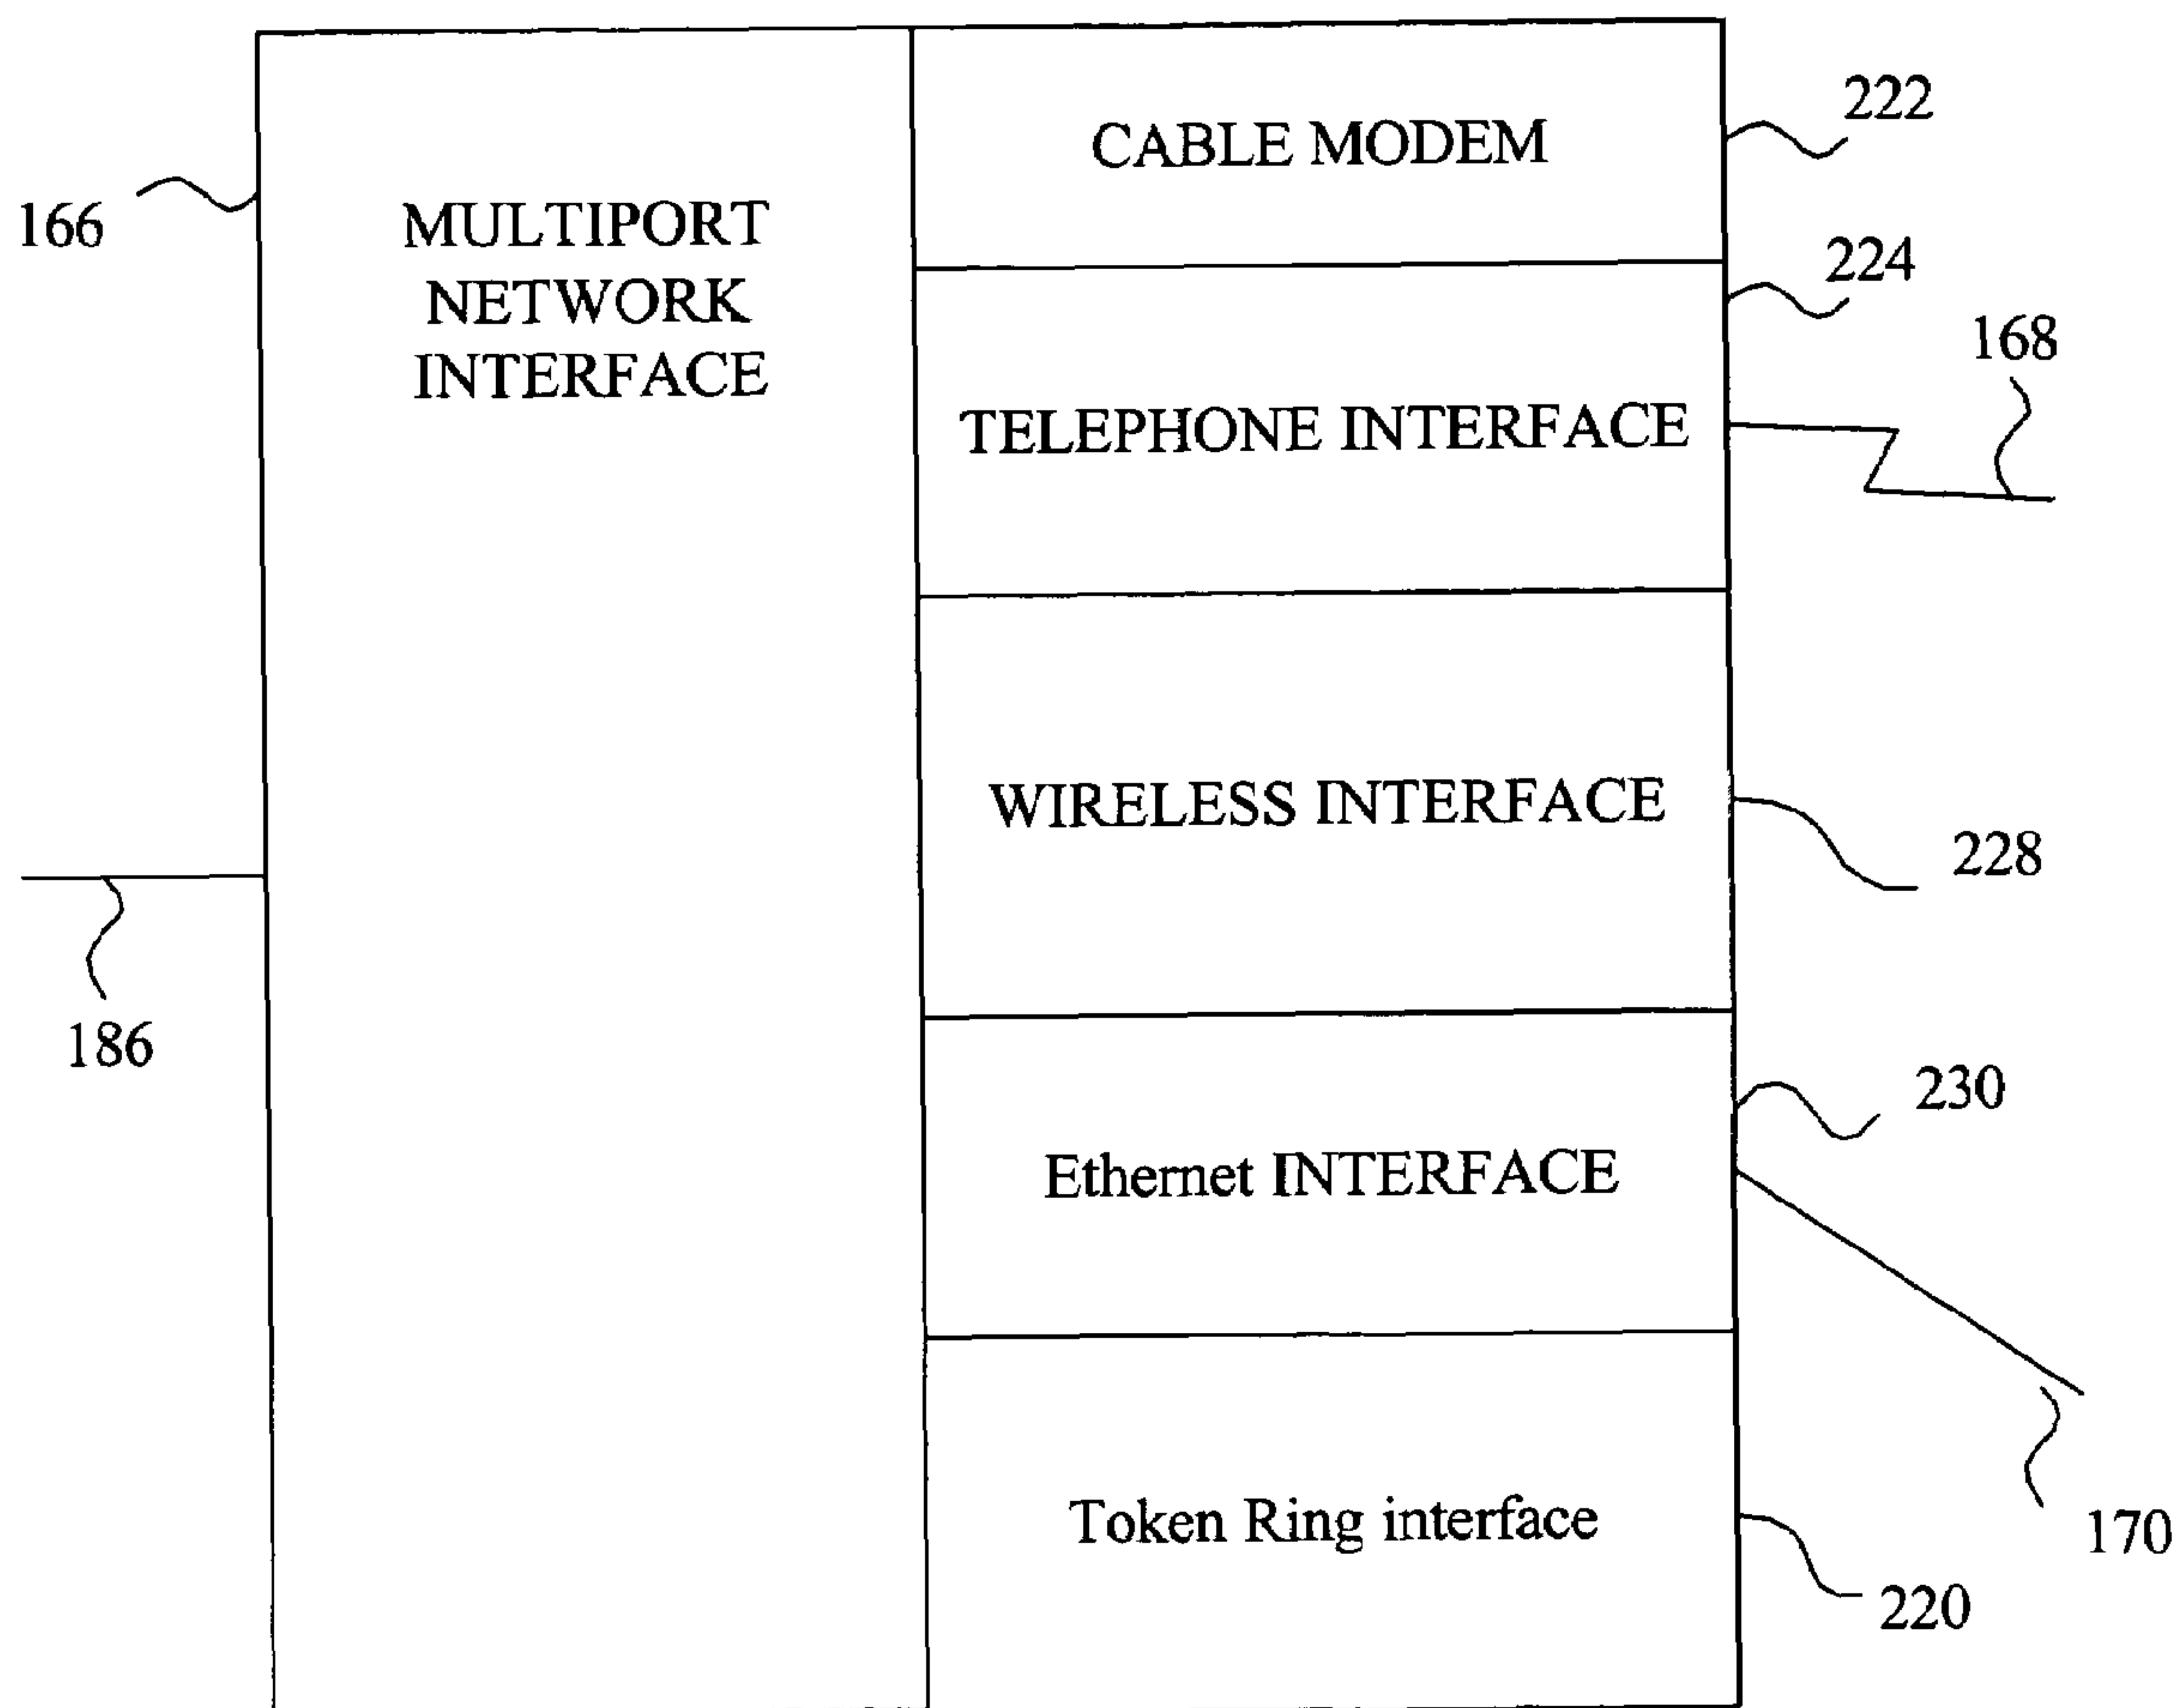 222
CABLE MODEM
166
MULTIPORT
NETWORK
INTERFACE
224
168
TELEPHONE INTERFACE
WIRELESS INTERFACE
228
186
230
Ethernet INTERFACE
Token Ring interface
170
220